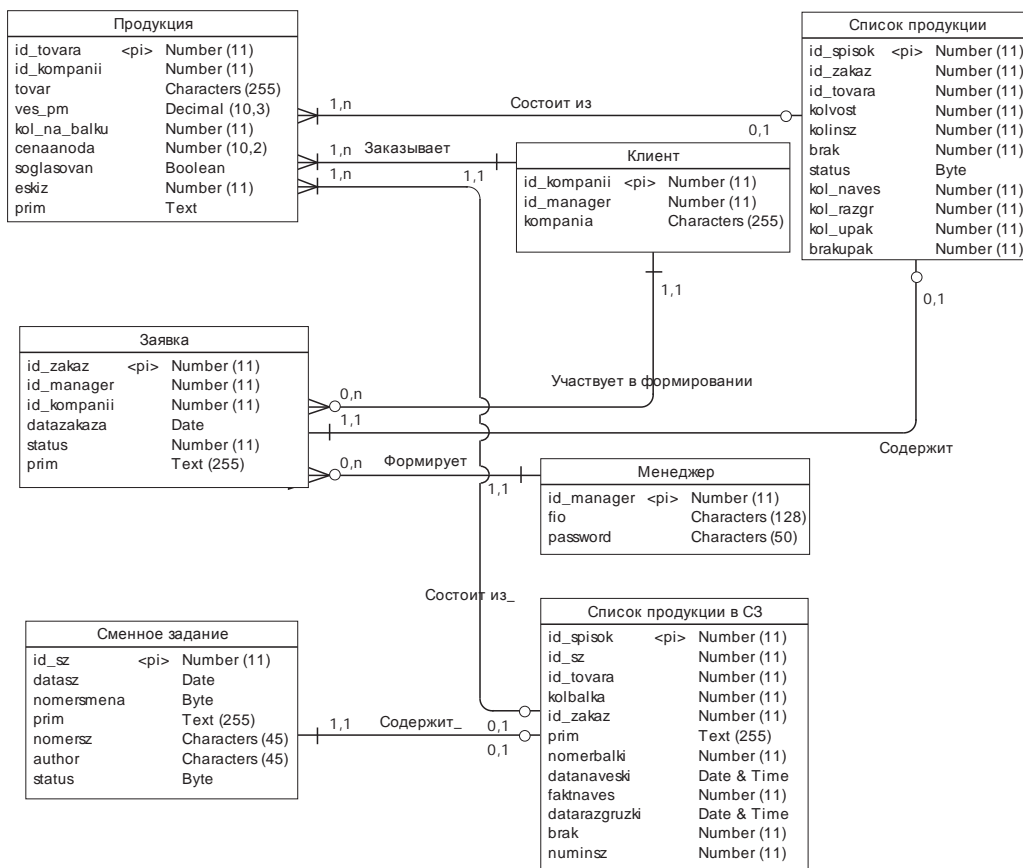 Продукция
id_tovara <pi> Number (11)
id_kompanii Number (11)
tovar Characters (255)
ves_pm Decimal (10,3)
kol_na_balku Number (11)
cenaanoda Number (10,2)
soglasovan Boolean
eskiz Number (11)
prim Text
Список продукции
id_spisok <pi> Number (11)
id_zakaz Number (11)
id_tovara Number (11)
kolvost Number (11)
kolinsz Number (11)
brak Number (11)
status Byte
kol_naves Number (11)
kol_razgr Number (11)
kol_upak Number (11)
brakupak Number (11)
1,n
Состоит из
0,1
1,n
Заказывает
1,1
1,n
Клиент
id_kompanii <pi> Number (11)
id_manager Number (11)
kompania Characters (255)
1,1
0,1
Заявка
id_zakaz <pi> Number (11)
id_manager Number (11)
id_kompanii Number (11)
datazakaza Date
status Number (11)
prim Text (255)
0,n
Участвует в формировании
1,1
Содержит
0,n
Формирует
1,1
Менеджер
id_manager <pi> Number (11)
fio Characters (128)
password Characters (50)
Состоит из_
Сменное задание
id_sz <pi> Number (11)
datasz Date
nomersmena Byte
prim Text (255)
nomersz Characters (45)
author Characters (45)
status Byte
1,1
Содержит_
0,1
0,1
Список продукции в СЗ
id_spisok <pi> Number (11)
id_sz Number (11)
id_tovara Number (11)
kolbalka Number (11)
id_zakaz Number (11)
prim Text (255)
nomerbalki Number (11)
datanaveski Date & Time
faktnaves Number (11)
datarazgruzki Date & Time
brak Number (11)
numinsz Number (11)